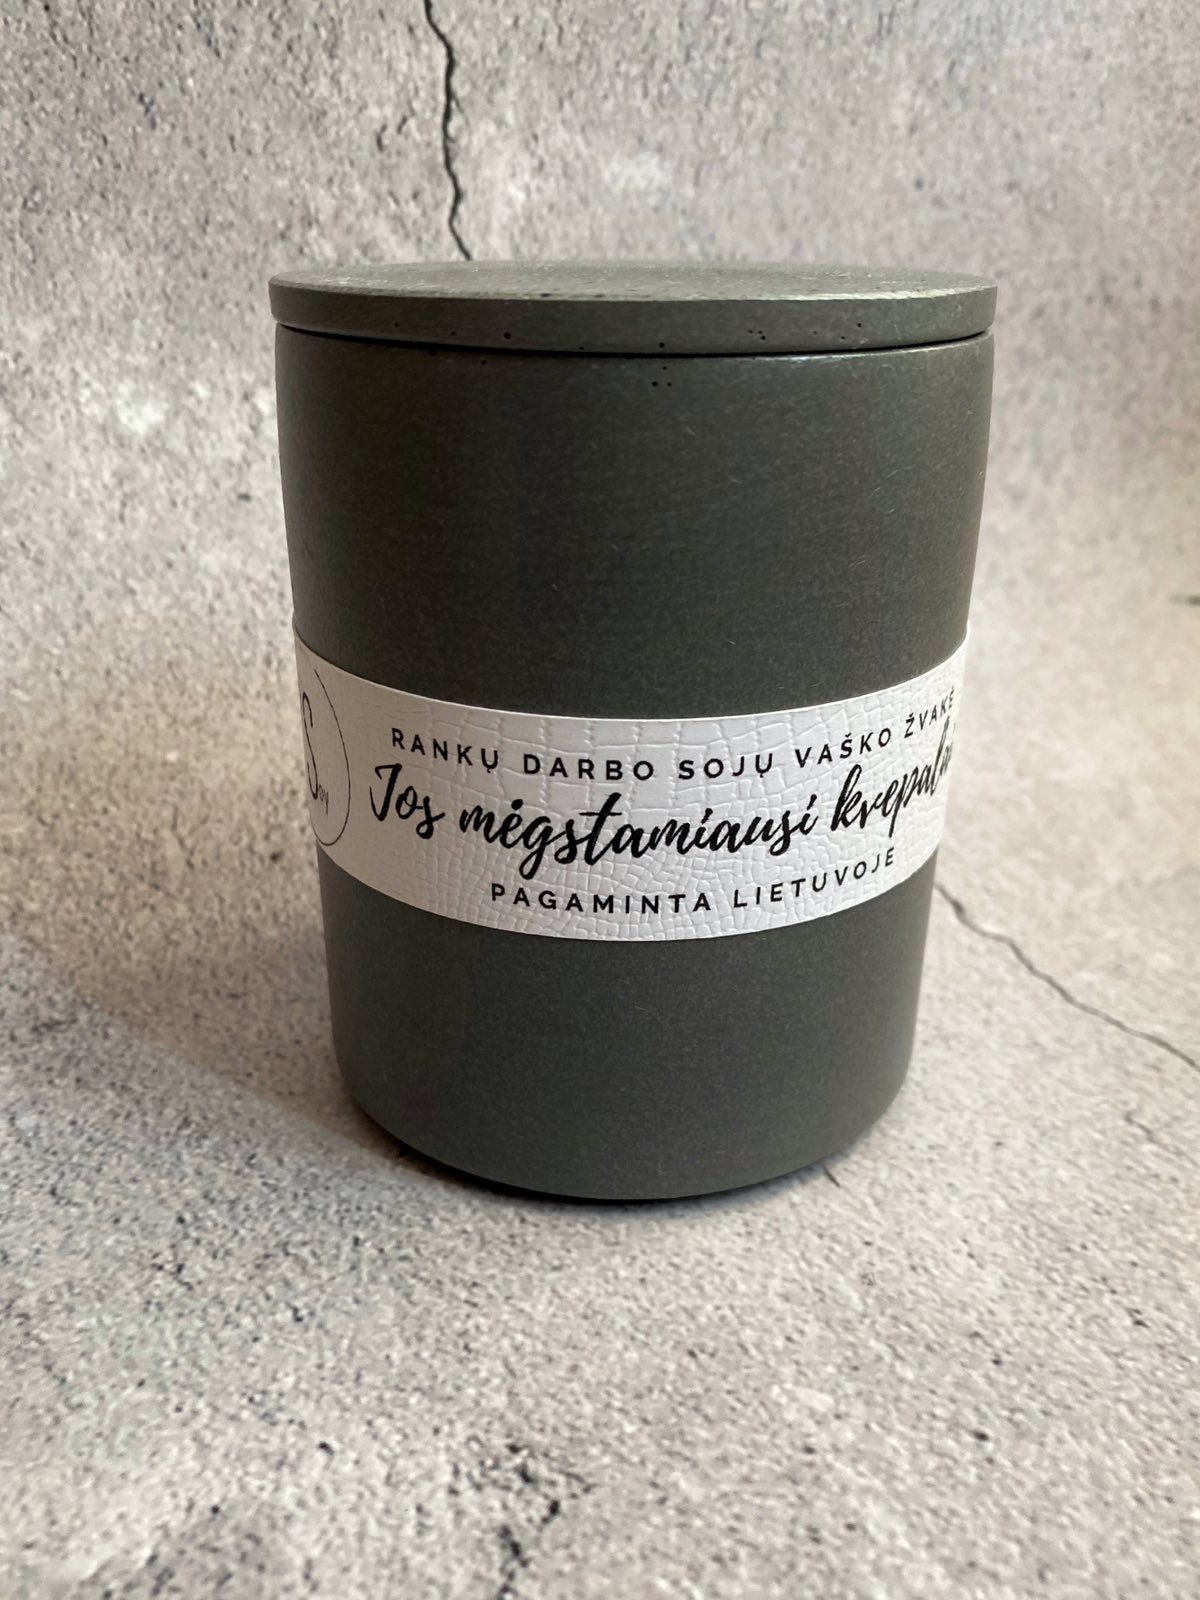 RANKŲ DARBO SOJŲ VAŠKO ŽVAKĖ
Jos mėgstamiausi kvepalai
PAGAMINTA LIETUVOJE